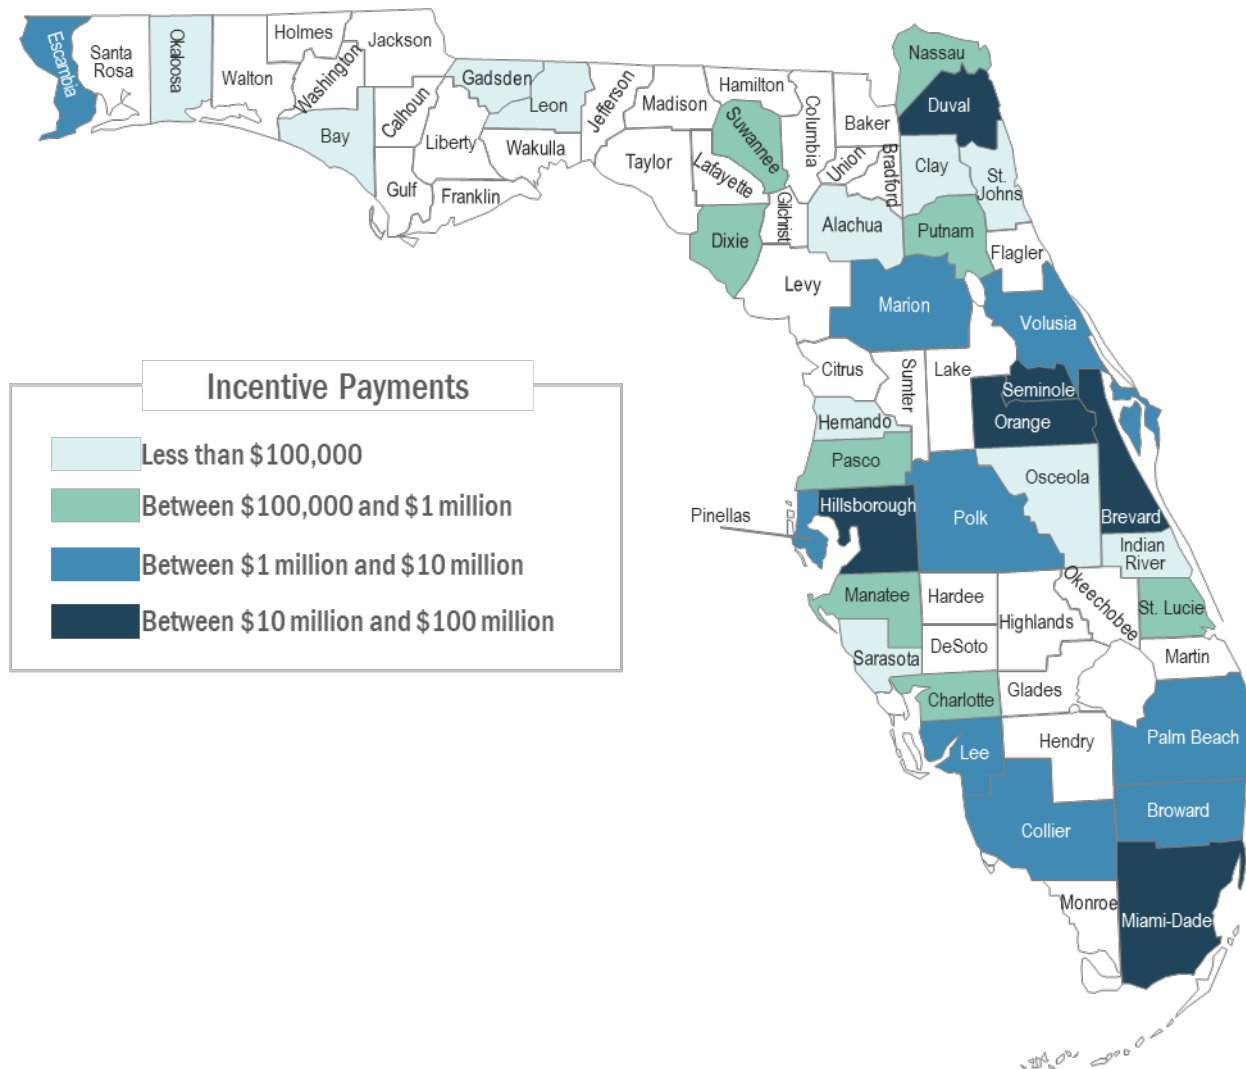 Escambia
Santa
Rosa
Okaloosa
Walton
Holmes
Washington
Jackson
Bay
Calhoun
Gulf
Liberty
Franklin
Gadsden
Leon
Wakulla
Jefferson
Madison
Taylor
Hamilton
Suwannee
Lafayette
Dixie
Columbia
Gilchrist
Baker
Union
Bradford
Nassau
Duval
Clay
St.
Johns
Alachua
Putnam
Flagler
Levy
Marion
Volusia
Citrus
Sumter
Lake
Seminole
Orange
Hernando
Pasco
Osceola
Brevard
Pinellas
Hillsborough
Polk
Indian
River
Manatee
Hardee
Highlands
Okeechobee
St. Lucie
Sarasota
DeSoto
Martin
Charlotte
Glades
Lee
Hendry
Palm Beach
Collier
Broward
Monroe
Miami-Dade
Incentive Payments
Less than $100,000
Between $100,000 and $1 million
Between $1 million and $10 million
Between $10 million and $100 million